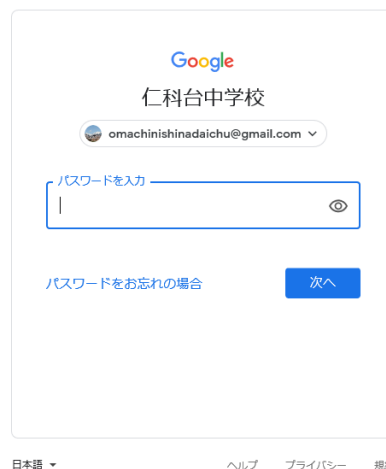 Google
仁科台中学校
omachinishinadaichu@gmail.com
パスワードを入力
パスワードをお忘れの場合
次へ
日本語
ヘルプ プライバシー